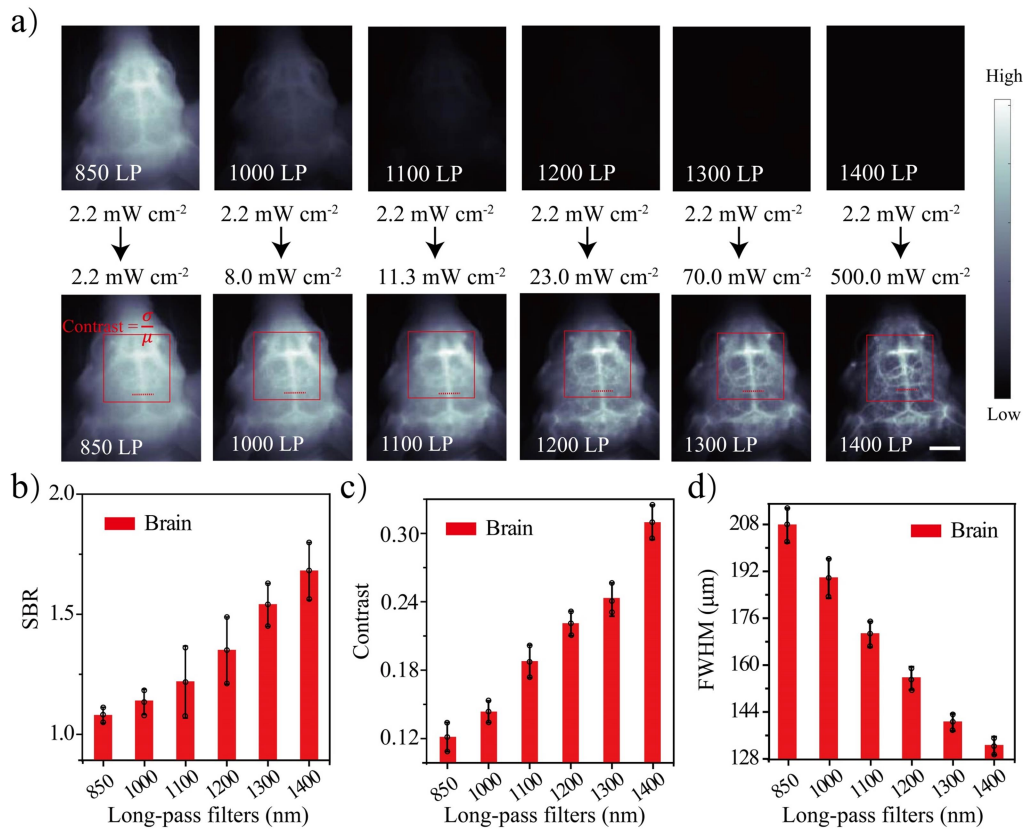 a)
High
850 LP
1000 LP
1100 LP
1200 LP
1300 LP
1400 LP
2.2 mW cm⁻²
2.2 mW cm⁻²
2.2 mW cm⁻²
2.2 mW cm⁻²
2.2 mW cm⁻²
2.2 mW cm⁻²
2.2 mW cm⁻²
8.0 mW cm⁻²
11.3 mW cm⁻²
23.0 mW cm⁻²
70.0 mW cm⁻²
500.0 mW cm⁻²
Contrast = σ/μ
Low
850 LP
1000 LP
1100 LP
1200 LP
1300 LP
1400 LP
b)
2.0
1.5
1.0
SBR
Brain
850
1000
1100
1200
1300
1400
Long-pass filters (nm)
c)
0.30
0.24
0.18
0.12
Contrast
Brain
850
1000
1100
1200
1300
1400
Long-pass filters (nm)
d)
208
192
176
160
144
128
FWHM (μm)
Brain
850
1000
1100
1200
1300
1400
Long-pass filters (nm)